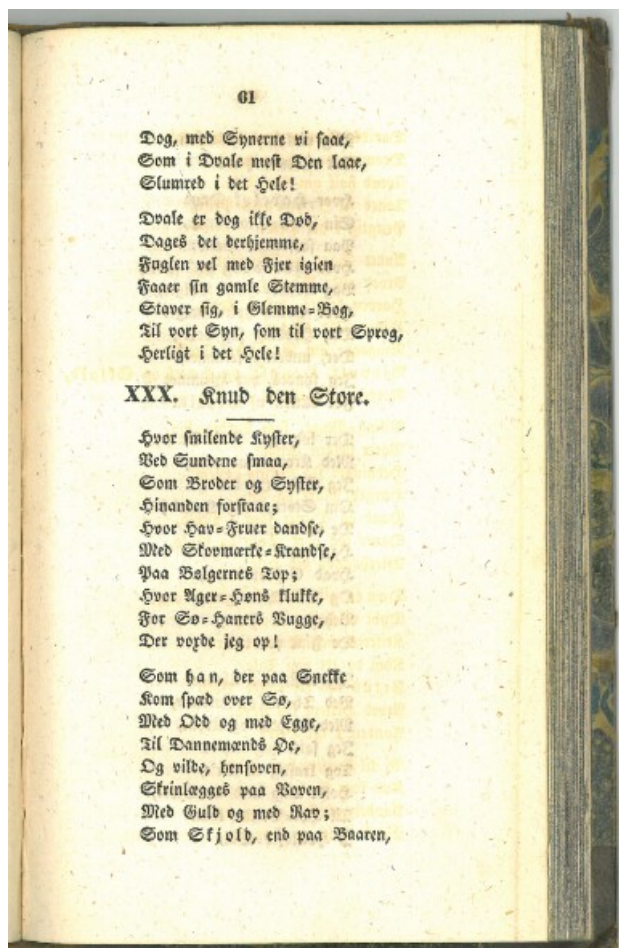 61
Dog, med Synerne vi saae,
Som i Dvale mest Den laae,
Slumred i det Hele!
Dvale er dog ikke Død,
Dages det derhjemme,
Fuglen vel med Fjer igien
Faaer sin gamle Stemme,
Staver sig, i Glemme-Bog,
Til vort Syn, som til vort Sprog,
Herligt i det Hele!
XXX. Knud den Store.
Hvor smilende Kyster,
Ved Sundene smaa,
Som Broder og Syster,
Hinanden forstaae;
Hvor Hav-Fruer dandse,
Med Skovmærke-Krandse,
Paa Bølgernes Top;
Hvor Ager-Høns klukke,
For Sø-Haners Vugge,
Der voxde jeg op!
Som han, der paa Snekke
Kom spæd over Sø,
Med Odd og med Egge,
Til Dannemænds Øe,
Og vilde, hensoven,
Skrinlægges paa Voven,
Med Guld og med Rav;
Som Skjold, end paa Baaren,